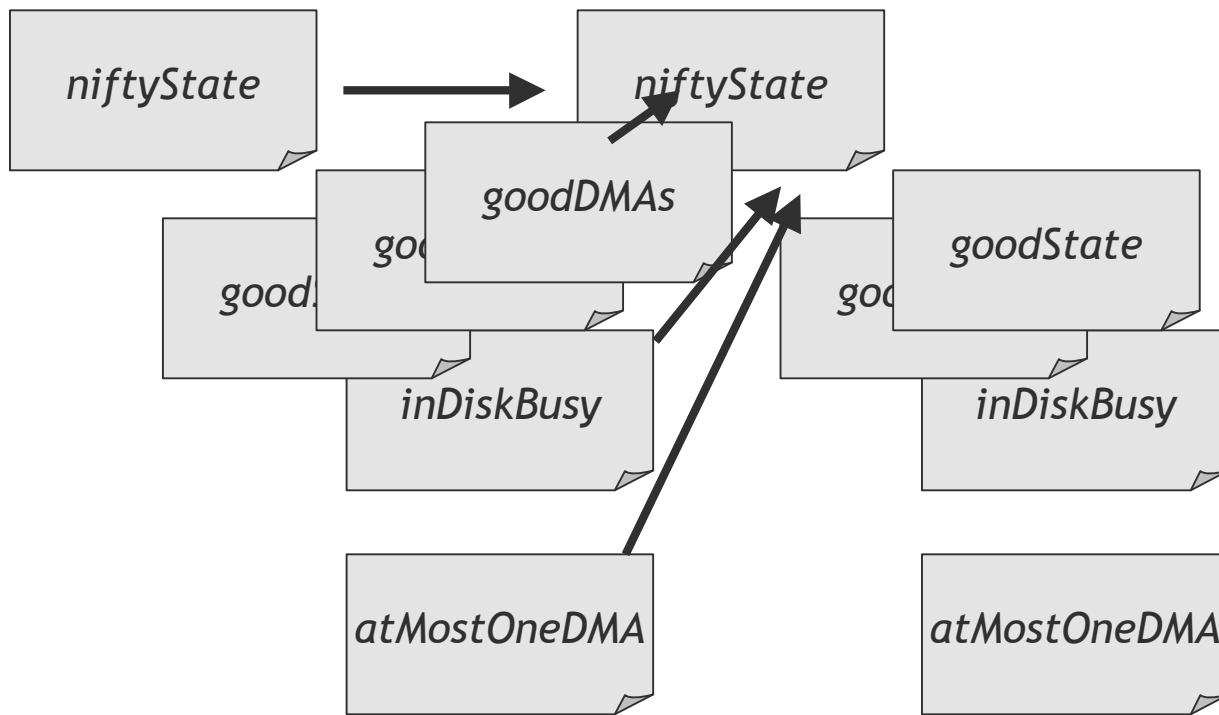 niftyState
niftyState
goodDMAs
goodState
inDiskBusy
inDiskBusy
atMostOneDMA
atMostOneDMA